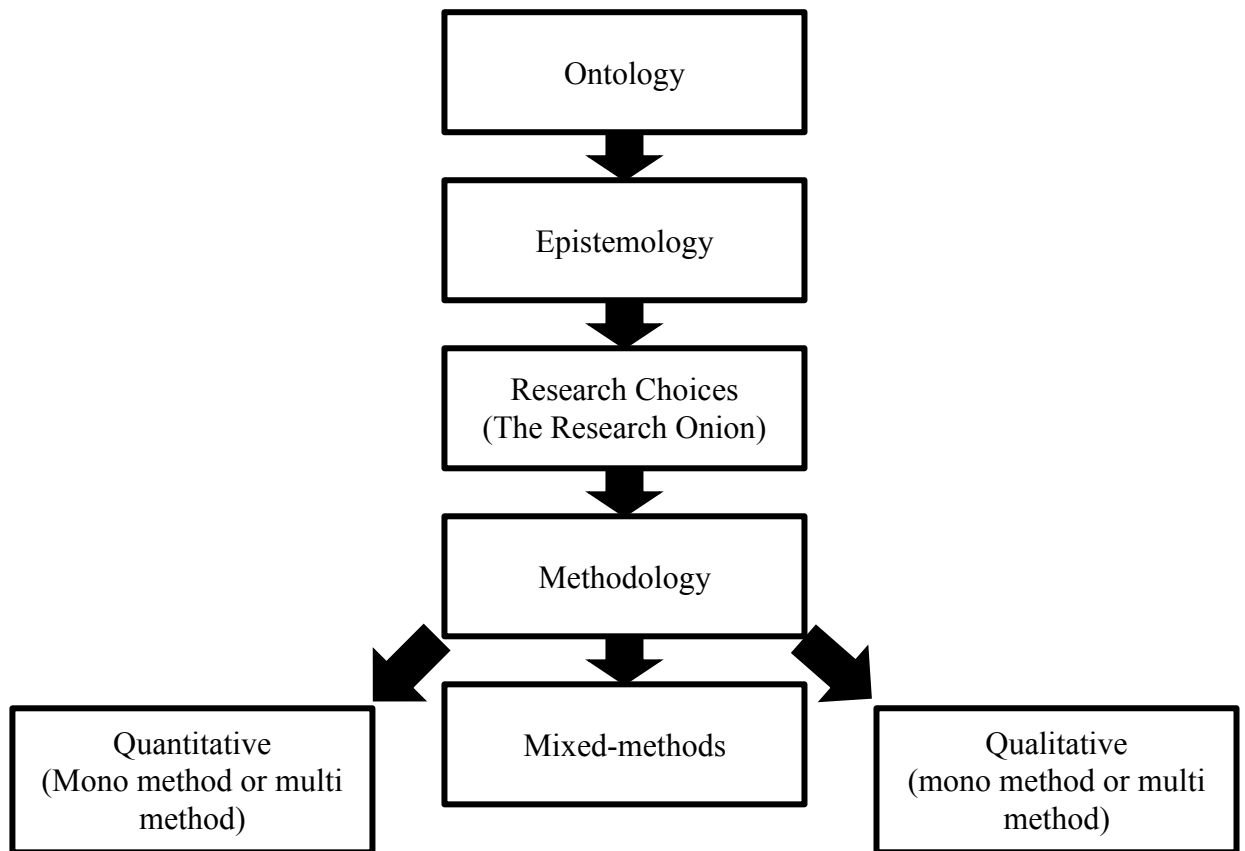 Ontology
Epistemology
Research Choices
(The Research Onion)
Methodology
Quantitative
(Mono method or multi
method)
Mixed-methods
Qualitative
(mono method or multi
method)